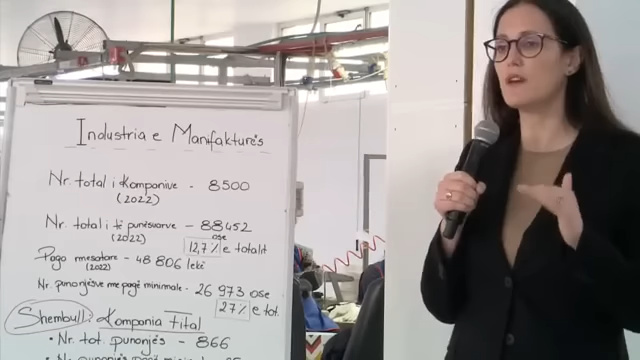 Industria e Manifakturës
Nr. total i kompanive - 8500
(2022)
Nr. total i të punësuarve - 88452
(2022) ose
12,7% e totalit
Paga mesatare - 48 806 lekë
(2022)
Nr. punonjësve me pagë minimale - 26 973 ose
27% e tot.
Shembull: Kompania Fital
• Nr. tot. punonjës - 866